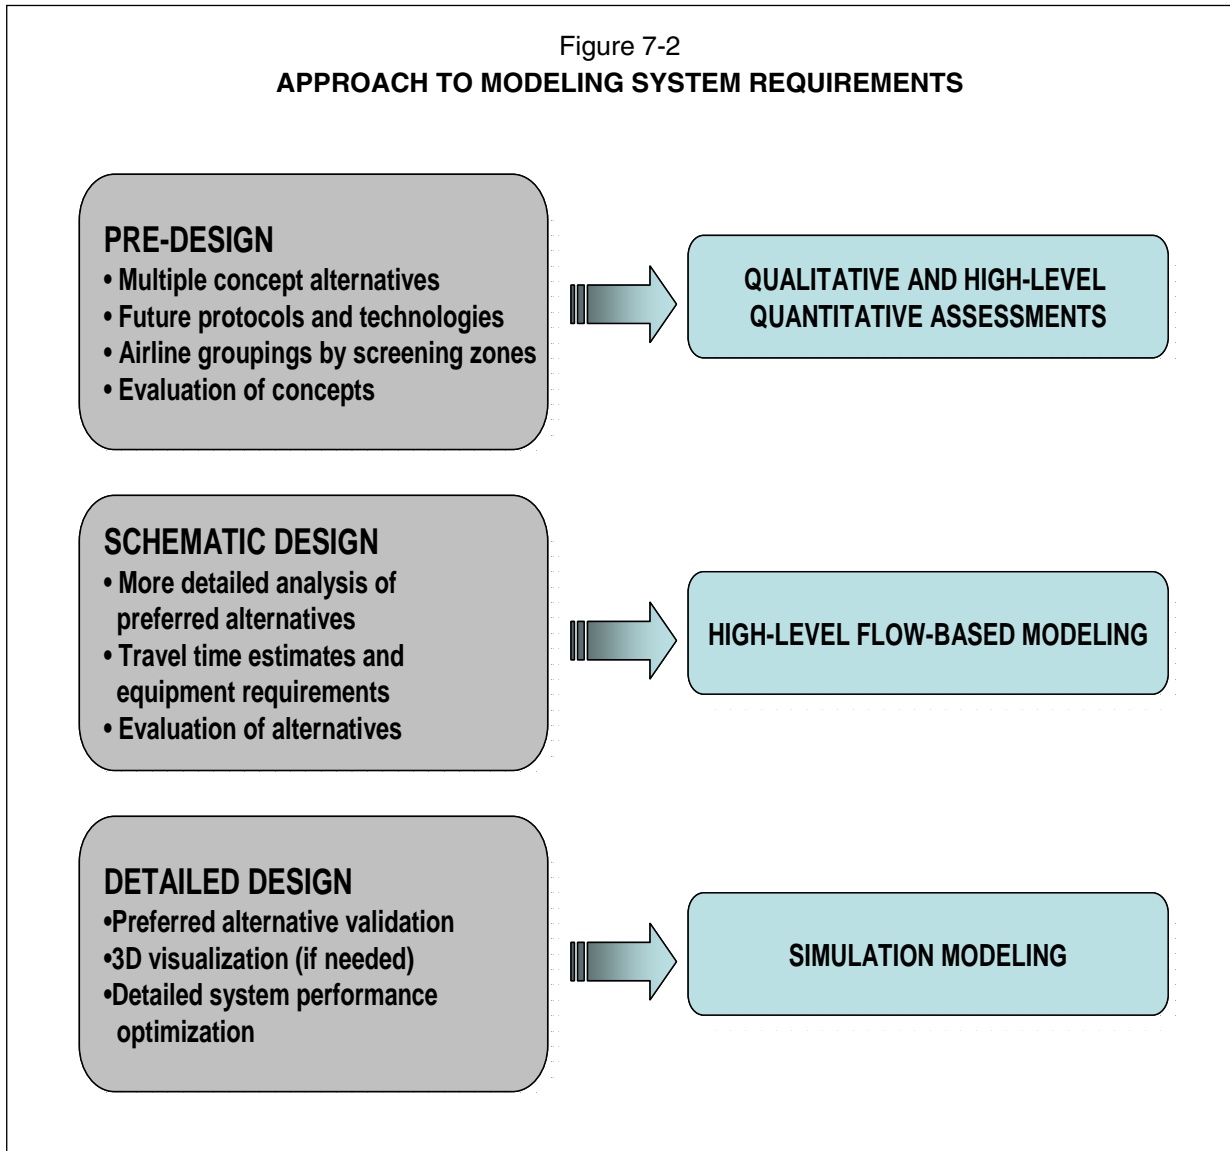 Figure 7-2
APPROACH TO MODELING SYSTEM REQUIREMENTS
PRE-DESIGN
• Multiple concept alternatives
• Future protocols and technologies
• Airline groupings by screening zones
• Evaluation of concepts
QUALITATIVE AND HIGH-LEVEL
QUANTITATIVE ASSESSMENTS
SCHEMATIC DESIGN
• More detailed analysis of
preferred alternatives
• Travel time estimates and
equipment requirements
• Evaluation of alternatives
HIGH-LEVEL FLOW-BASED MODELING
DETAILED DESIGN
•Preferred alternative validation
•3D visualization (if needed)
•Detailed system performance
optimization
SIMULATION MODELING